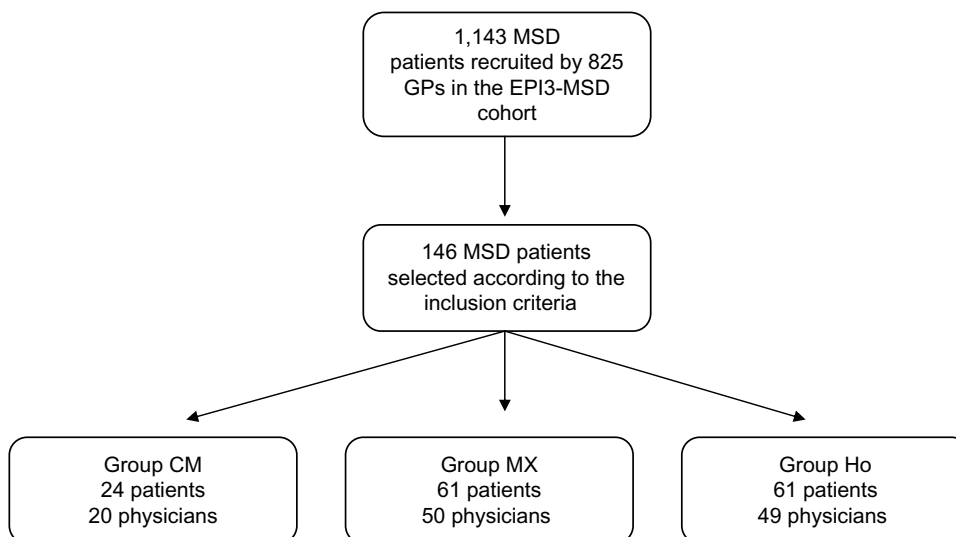 1,143 MSD
patients recruited by 825
GPs in the EPI3-MSD
cohort
146 MSD patients
selected according to the
inclusion criteria
Group CM
24 patients
20 physicians
Group MX
61 patients
50 physicians
Group Ho
61 patients
49 physicians